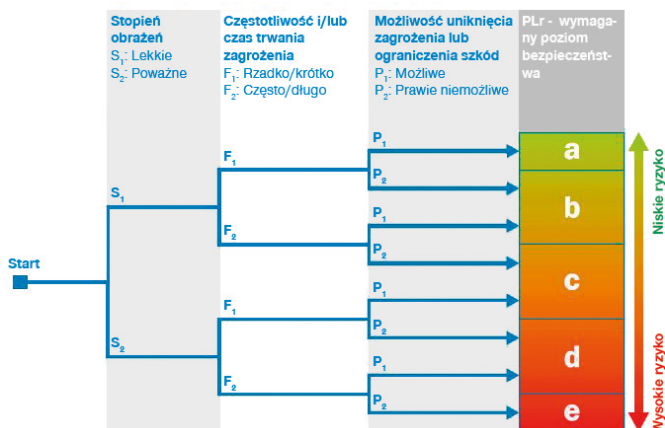 Stopień
obrażeń
S₁: Lekkie
S₂: Poważne
Częstotliwość i/lub
czas trwania
zagrożenia
F₁: Rzadko/krótko
F₂: Często/długo
Możliwość uniknięcia
zagrożenia lub
ograniczenia szkód
P₁: Możliwe
P₂: Prawie niemożliwe
PLr - wymaga-
ny poziom
bezpieczeńst-
wa
Start
S₁
S₂
F₁
F₂
F₁
F₂
P₁
P₂
P₁
P₂
P₁
P₂
P₁
P₂
a
b
c
d
e
Niskie ryzyko
Wysokie ryzyko